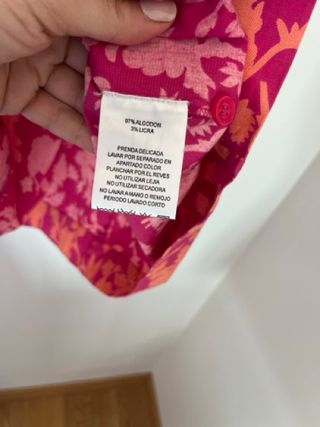 97% ALGODON
3% LICRA
PRENDA DELICADA
LAVAR POR SEPARADO EN
APARTADO COLOR
PLANCHAR POR EL REVES
NO UTILIZAR LEJIA
NO UTILIZAR SECADORA
NO LAVAR A MANO O REMOJO
PERIODO LAVADO CORTO